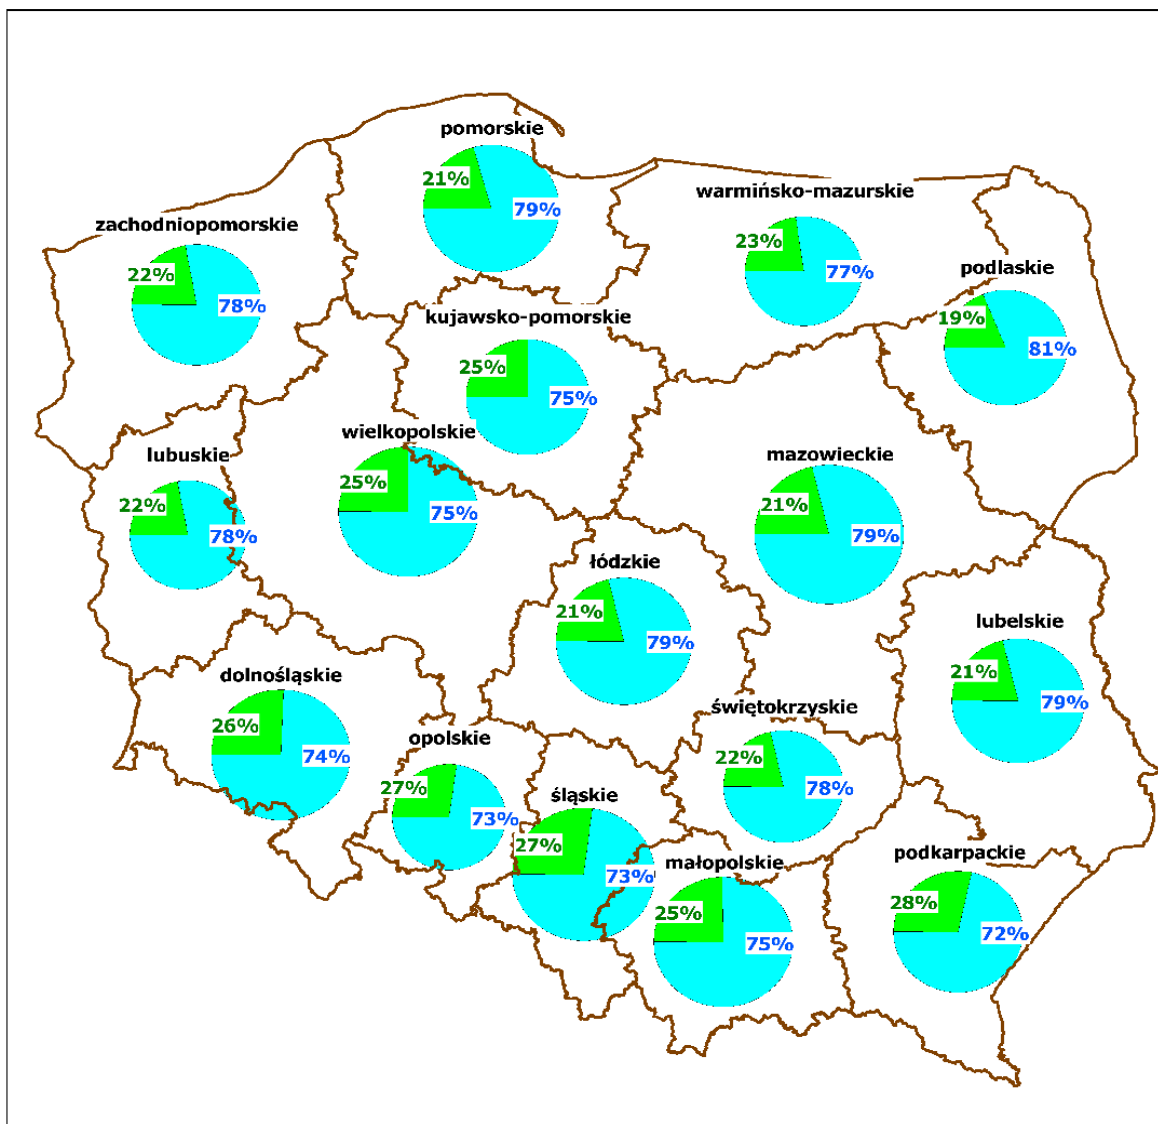 pomorskie
21%
79%
warmińsko-mazurskie
23%
77%
zachodniopomorskie
22%
78%
podlaskie
19%
81%
kujawsko-pomorskie
25%
75%
wielkopolskie
25%
75%
lubuskie
22%
78%
mazowieckie
21%
79%
łódzkie
21%
79%
lubelskie
21%
79%
dolnośląskie
26%
74%
opolskie
27%
73%
świętokrzyskie
22%
78%
śląskie
27%
73%
małopolskie
25%
75%
podkarpackie
28%
72%